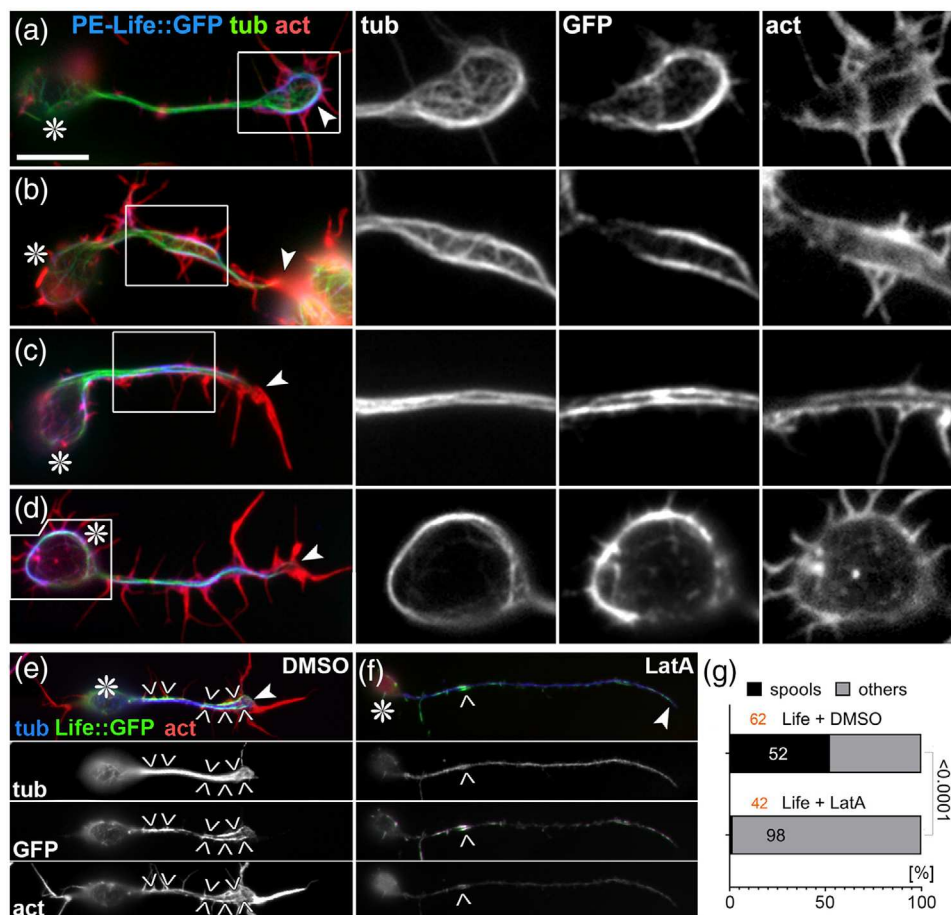 (a) PE-Life::GFP tub act
tub
GFP
act
(b)
(c)
(d)
(e) DMSO
tub Life::GFP act
tub
GFP
act
(f) LatA
(g)
spools others
62 Life + DMSO
52
42 Life + LatA
98
<0.0001
[%]
0 50 100